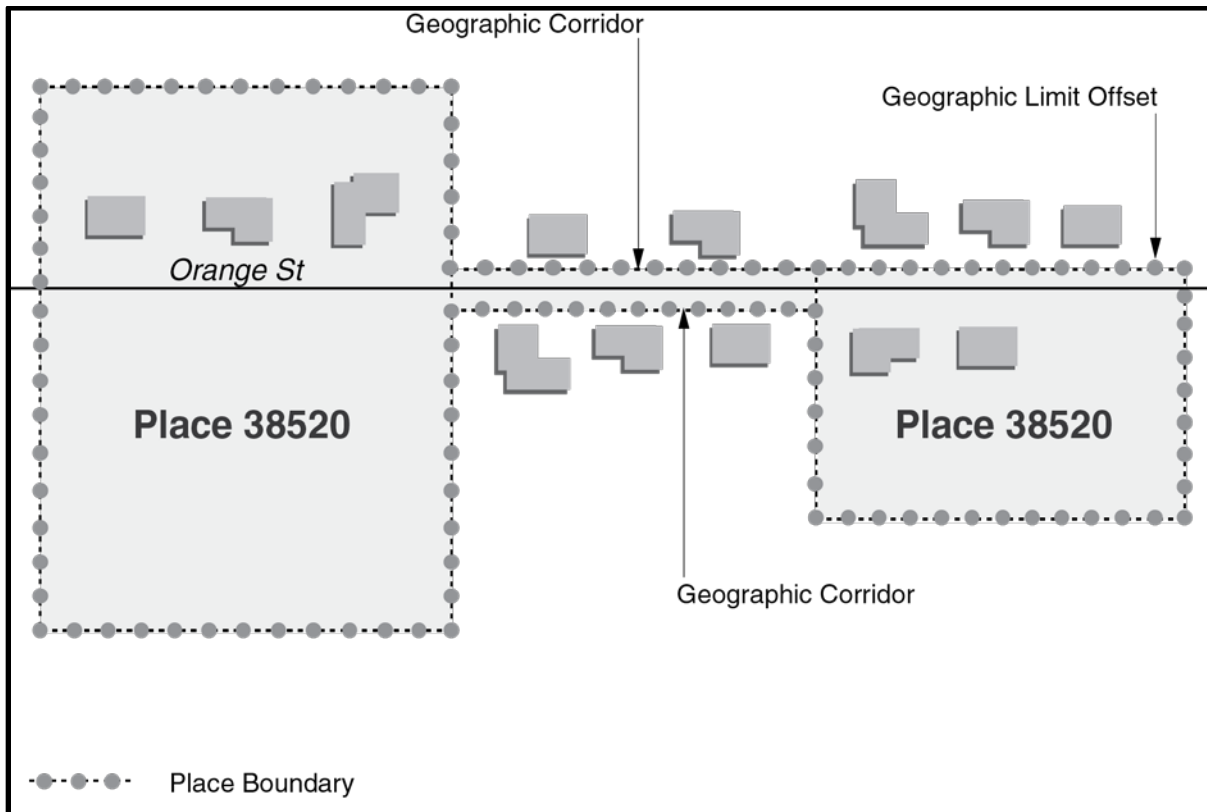 Geographic Corridor
Geographic Limit Offset
Orange St
Place 38520
Place 38520
Geographic Corridor
Place Boundary